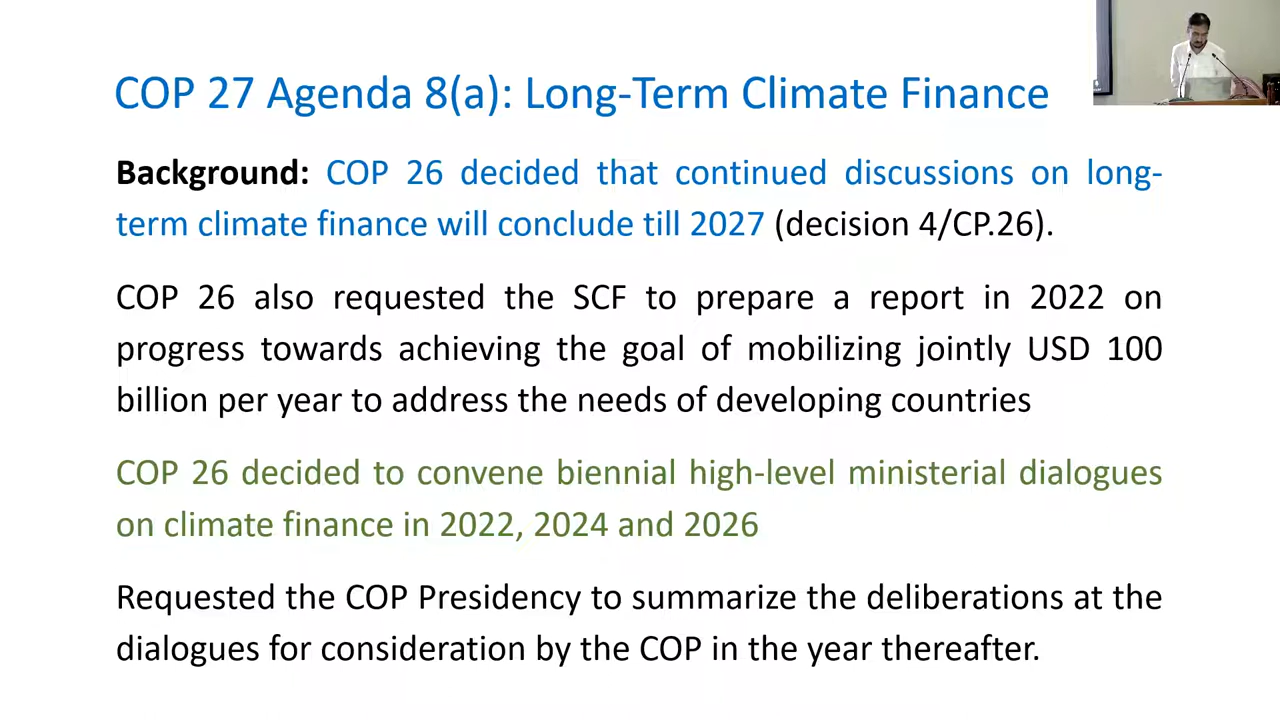 COP 27 Agenda 8(a): Long-Term Climate Finance
Background: COP 26 decided that continued discussions on long-
term climate finance will conclude till 2027 (decision 4/CP.26).
COP 26 also requested the SCF to prepare a report in 2022 on
progress towards achieving the goal of mobilizing jointly USD 100
billion per year to address the needs of developing countries
COP 26 decided to convene biennial high-level ministerial dialogues
on climate finance in 2022, 2024 and 2026
Requested the COP Presidency to summarize the deliberations at the
dialogues for consideration by the COP in the year thereafter.